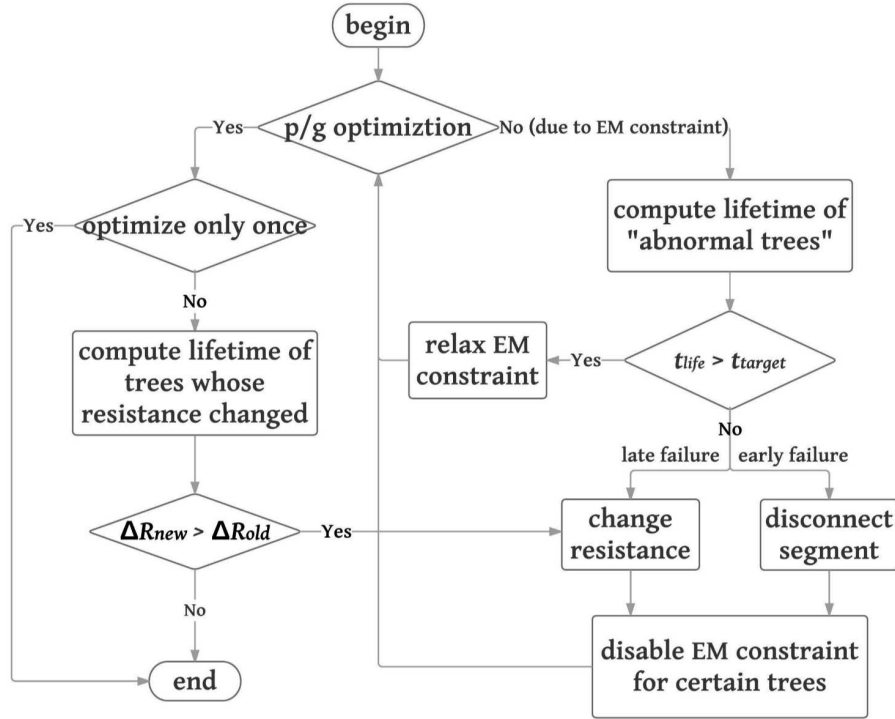 begin
p/g optimiztion
Yes
No (due to EM constraint)
optimize only once
Yes
compute lifetime of
"abnormal trees"
No
compute lifetime of
trees whose
resistance changed
relax EM
constraint
Yes
tlife > ttarget
No
late failure
early failure
ΔRnew > ΔRold
Yes
change
resistance
disconnect
segment
No
disable EM constraint
for certain trees
end